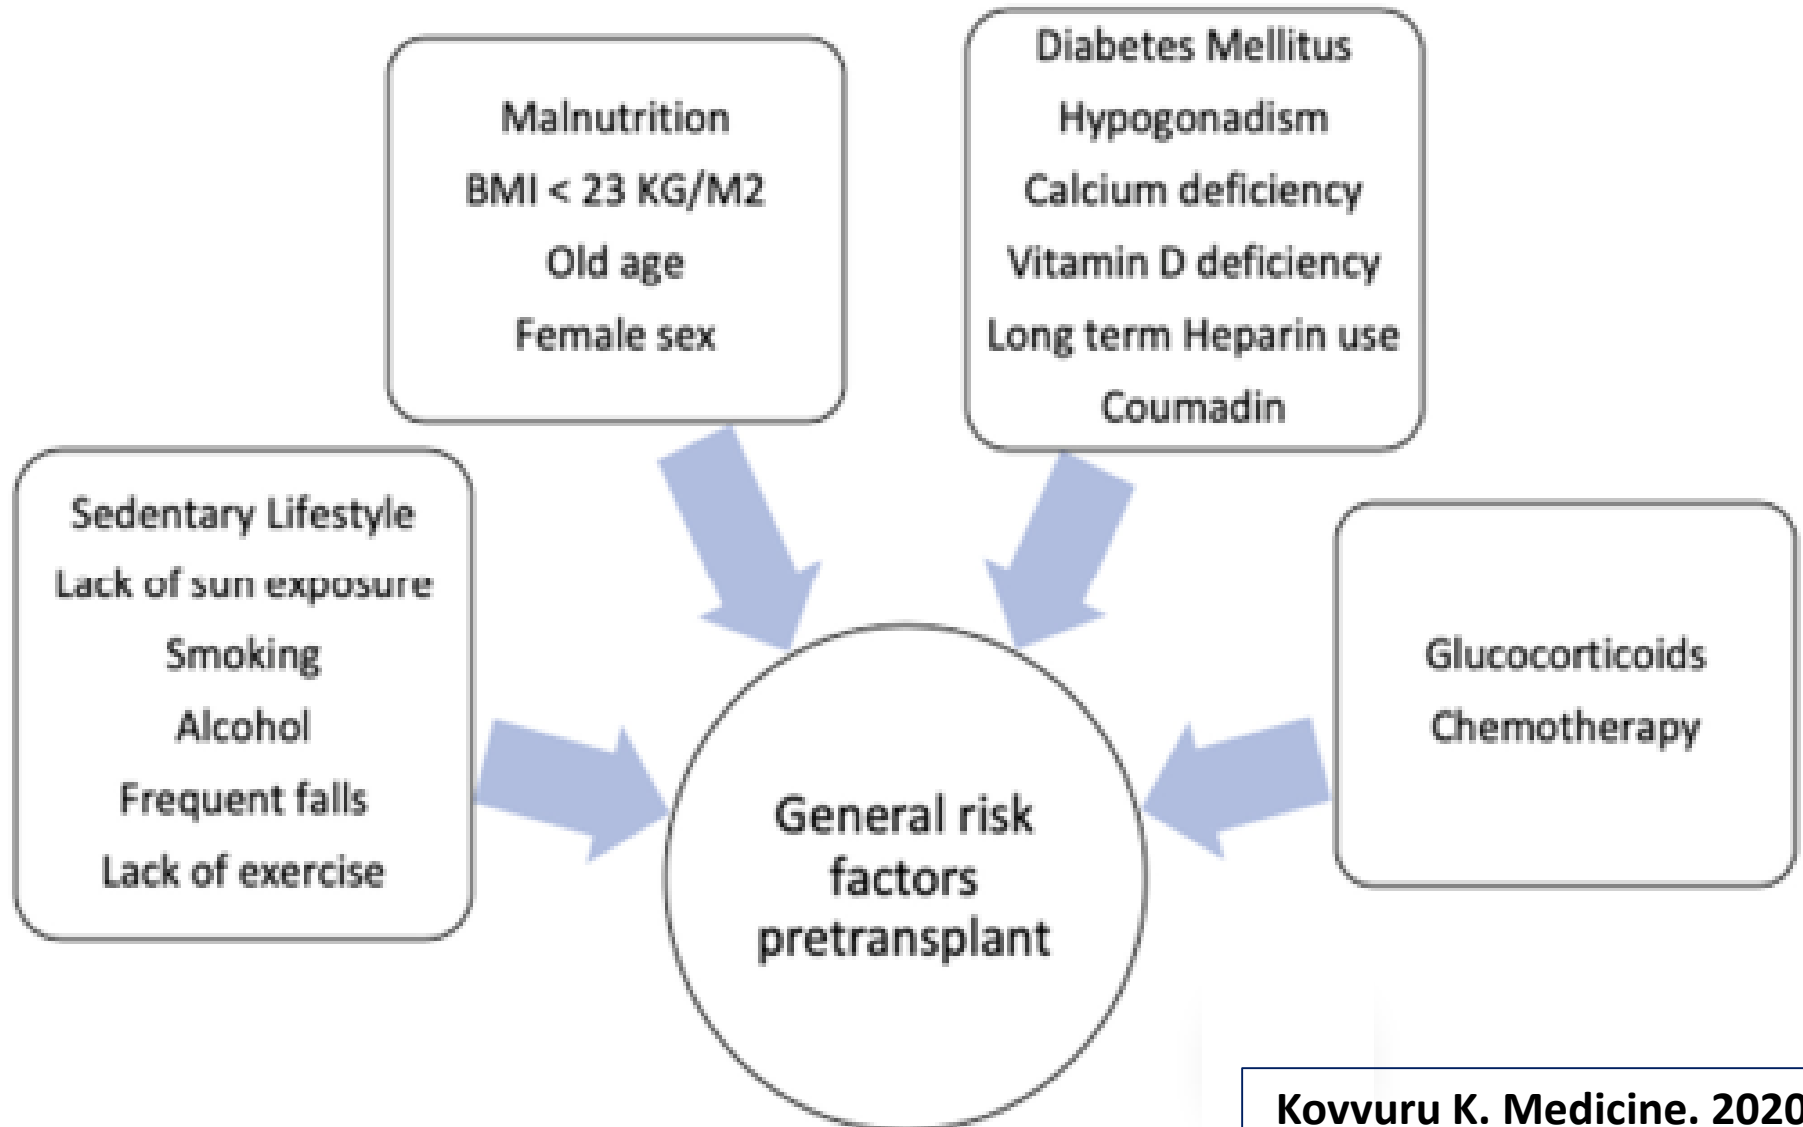 Malnutrition
BMI < 23 KG/M2
Old age
Female sex
Diabetes Mellitus
Hypogonadism
Calcium deficiency
Vitamin D deficiency
Long term Heparin use
Coumadin
Sedentary Lifestyle
Lack of sun exposure
Smoking
Alcohol
Frequent falls
Lack of exercise
Glucocorticoids
Chemotherapy
General risk
factors
pretransplant
Kovvuru K. Medicine. 2020